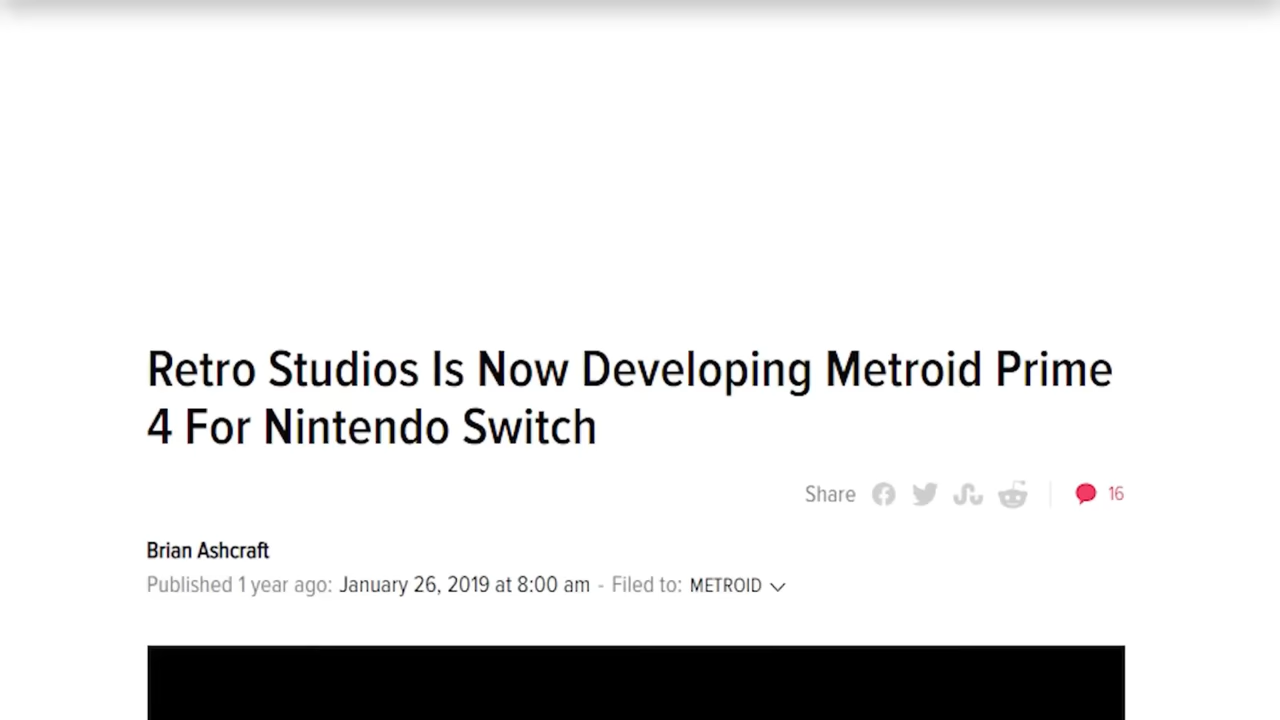 Retro Studios Is Now Developing Metroid Prime
4 For Nintendo Switch
Share 16
Brian Ashcraft
Published 1 year ago: January 26, 2019 at 8:00 am - Filed to: METROID